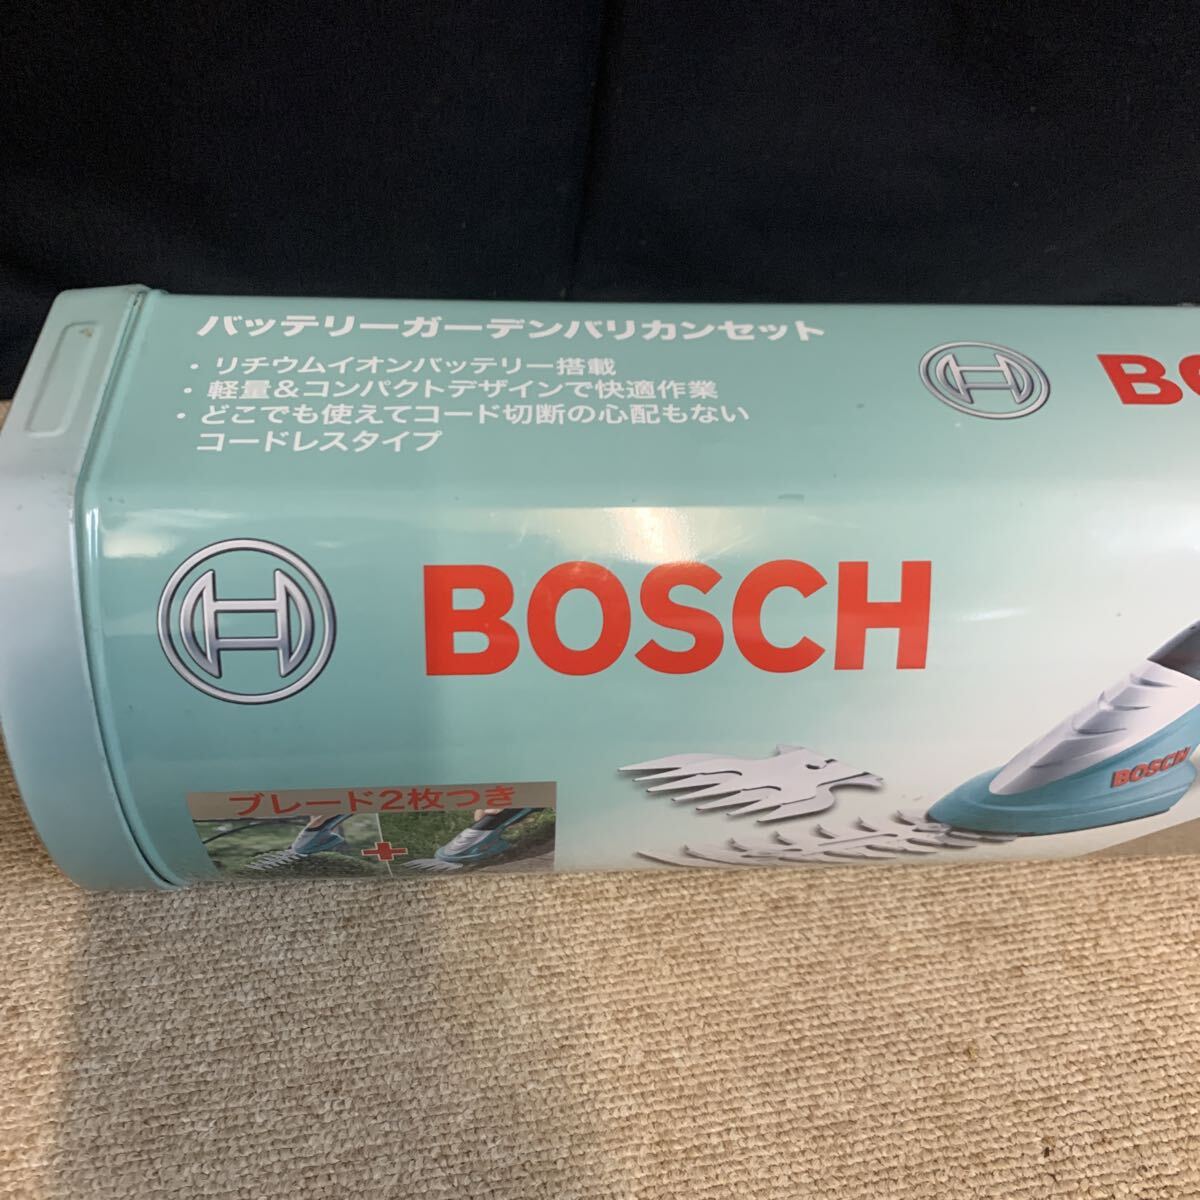 バッテリーガーデンバリカンセット
・リチウムイオンバッテリー搭載
・軽量&コンパクトデザインで快適作業
・どこでも使えてコード切断の心配もない
コードレスタイプ
BOSCH
ブレード2枚つき
BOSCH